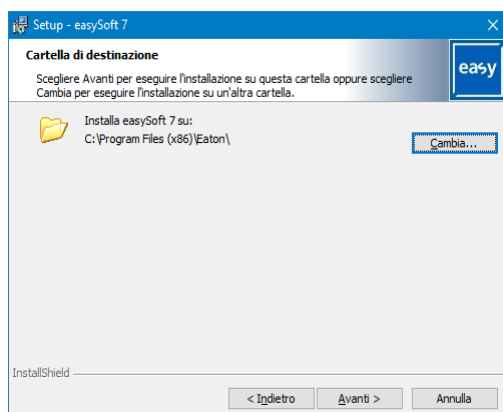 Setup - easySoft 7
Cartella di destinazione
Scegliere Avanti per eseguire l'installazione su questa cartella oppure scegliere
Cambia per eseguire l'installazione su un'altra cartella.
easy
Installa easySoft 7 su:
C:\Program Files (x86)\Eaton\
Cambia...
InstallShield
< Indietro
Avanti >
Annulla